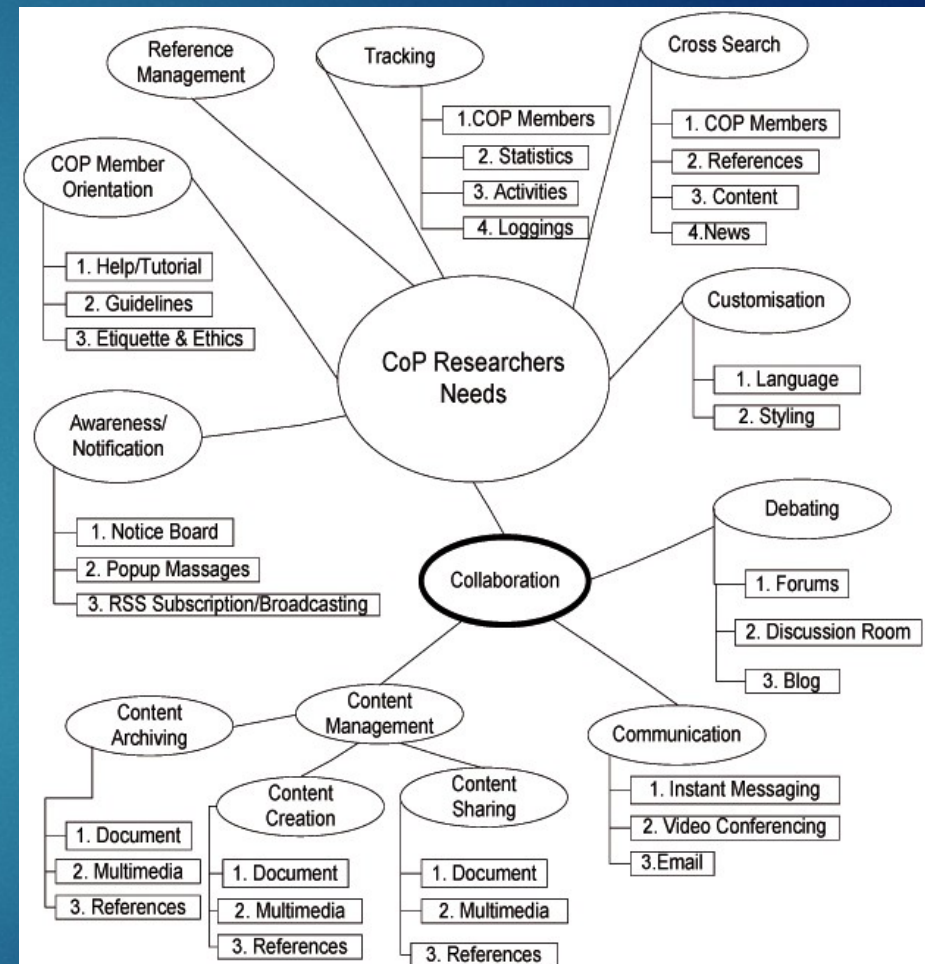 Reference
Management
Tracking
1.COP Members
2. Statistics
3. Activities
4. Loggings
Cross Search
1. COP Members
2. References
3. Content
4.News
COP Member
Orientation
1. Help/Tutorial
2. Guidelines
3. Etiquette & Ethics
CoP Researchers
Needs
Customisation
1. Language
2. Styling
Awareness/
Notification
1. Notice Board
2. Popup Massages
3. RSS Subscription/Broadcasting
Collaboration
Debating
1. Forums
2. Discussion Room
3. Blog
Content
Management
Content
Archiving
1. Document
2. Multimedia
3. References
Content
Creation
1. Document
2. Multimedia
3. References
Content
Sharing
1. Document
2. Multimedia
3. References
Communication
1. Instant Messaging
2. Video Conferencing
3.Email